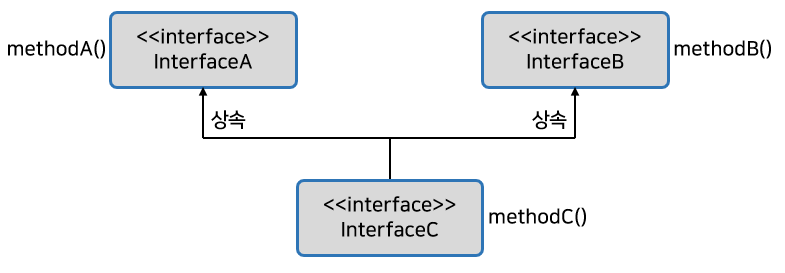 <<interface>>
InterfaceA
methodA()
<<interface>>
InterfaceB
methodB()
상속
상속
<<interface>>
InterfaceC
methodC()